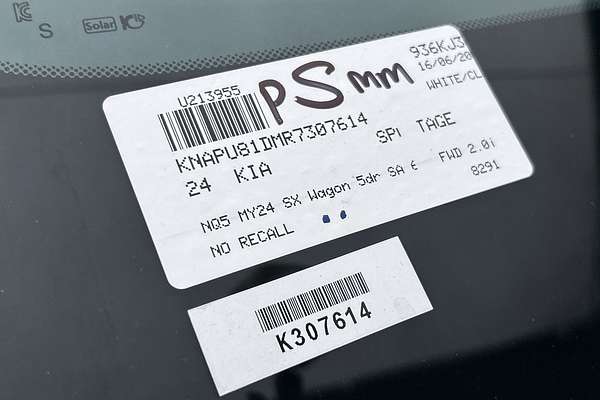 S Solar
U213955
936KJ3
16/06/20
WHITE/CL
PS MM
KNAPU81DMR7307614
24 KIA
SPi TAGE
NQ5 MY24 SX Wagon 5dr SA 6 FWD 2.0i
8291
NO RECALL
K307614